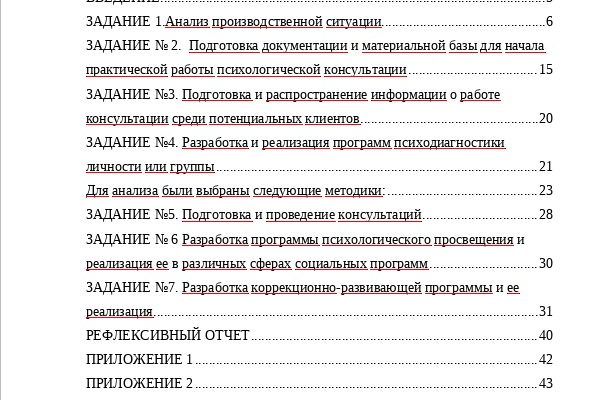 ЗАДАНИЕ 1.Анализ производственной ситуации.......................................6
ЗАДАНИЕ № 2.  Подготовка документации и материальной базы для начала
практической работы психологической консультации................................15
ЗАДАНИЕ №3. Подготовка и распространение информации о работе
консультации среди потенциальных клиентов...........................................20
ЗАДАНИЕ №4. Разработка и реализация программ психодиагностики
личности или группы................................................................................21
Для анализа были выбраны следующие методики:.....................................23
ЗАДАНИЕ №5. Подготовка и проведение консультаций............................28
ЗАДАНИЕ № 6 Разработка программы психологического просвещения и
реализация ее в различных сферах социальных программ..........................30
ЗАДАНИЕ №7. Разработка коррекционно-развивающей программы и ее
реализация...............................................................................................31
РЕФЛЕКСИВНЫЙ ОТЧЕТ........................................................................40
ПРИЛОЖЕНИЕ 1......................................................................................42
ПРИЛОЖЕНИЕ 2......................................................................................43